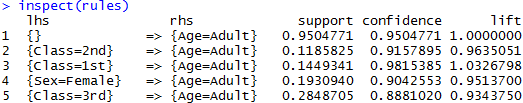 > inspect(rules)
  lhs             rhs           support confidence      lift
1 {}           => {Age=Adult} 0.9504771  0.9504771 1.0000000
2 {Class=2nd}  => {Age=Adult} 0.1185825  0.9157895 0.9635051
3 {Class=1st}  => {Age=Adult} 0.1449341  0.9815385 1.0326798
4 {Sex=Female} => {Age=Adult} 0.1930940  0.9042553 0.9513700
5 {Class=3rd}  => {Age=Adult} 0.2848705  0.8881020 0.9343750